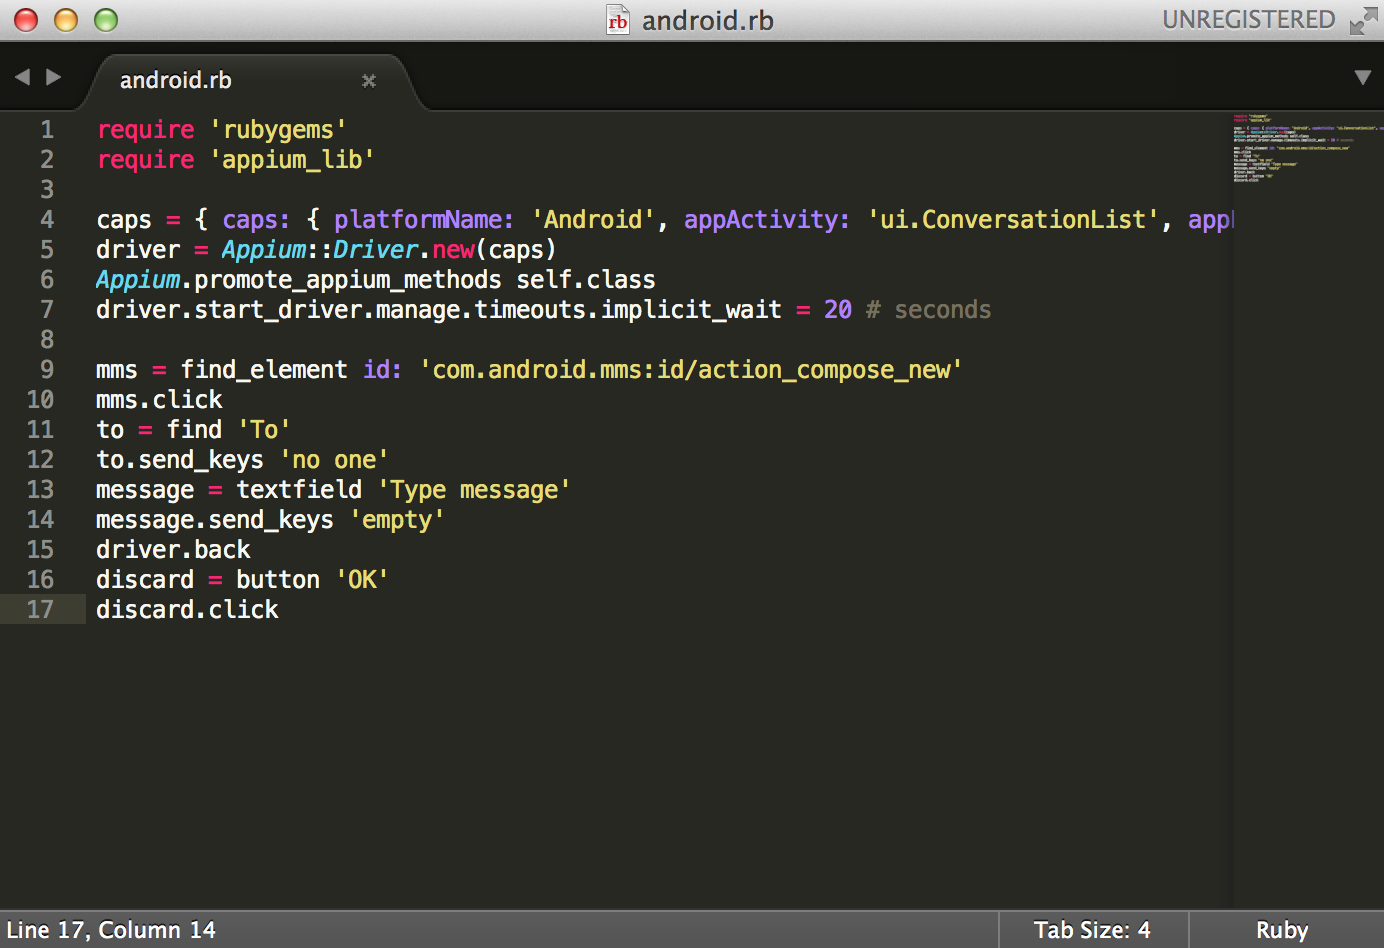 rb android.rb UNREGISTERED
android.rb
1 require 'rubygems'
2 require 'appium_lib'
3
4 caps = { caps: { platformName: 'Android', appActivity: 'ui.ConversationList', app
5 driver = Appium::Driver.new(caps)
6 Appium.promote_appium_methods self.class
7 driver.start_driver.manage.timeouts.implicit_wait = 20 # seconds
8
9 mms = find_element id: 'com.android.mms:id/action_compose_new'
10 mms.click
11 to = find 'To'
12 to.send_keys 'no one'
13 message = textfield 'Type message'
14 message.send_keys 'empty'
15 driver.back
16 discard = button 'OK'
17 discard.click
Line 17, Column 14 Tab Size: 4 Ruby